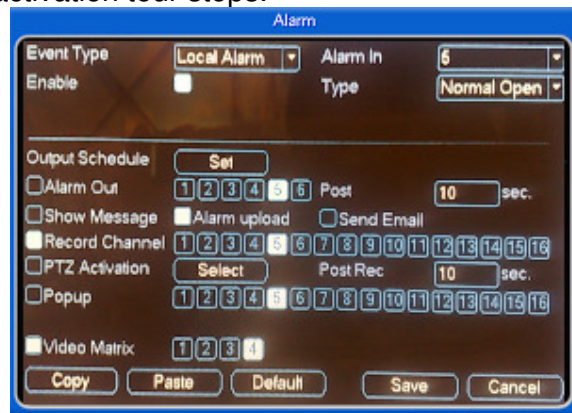 activation tour steps.
Alarm
Event Type Local Alarm Alarm In 6
Enable Type Normal Open
Output Schedule Set
Alarm Out 1 2 3 4 5 6 Post 10 sec.
Show Message Alarm upload Send Email
Record Channel 1 2 3 4 5 6 7 8 9 10 11 12 13 14 15 16
PTZ Activation Select Post Rec 10 sec.
Popup 1 2 3 4 5 6 7 8 9 10 11 12 13 14 15 16
Video Matrix 1 2 3 4
Copy Paste Default Save Cancel